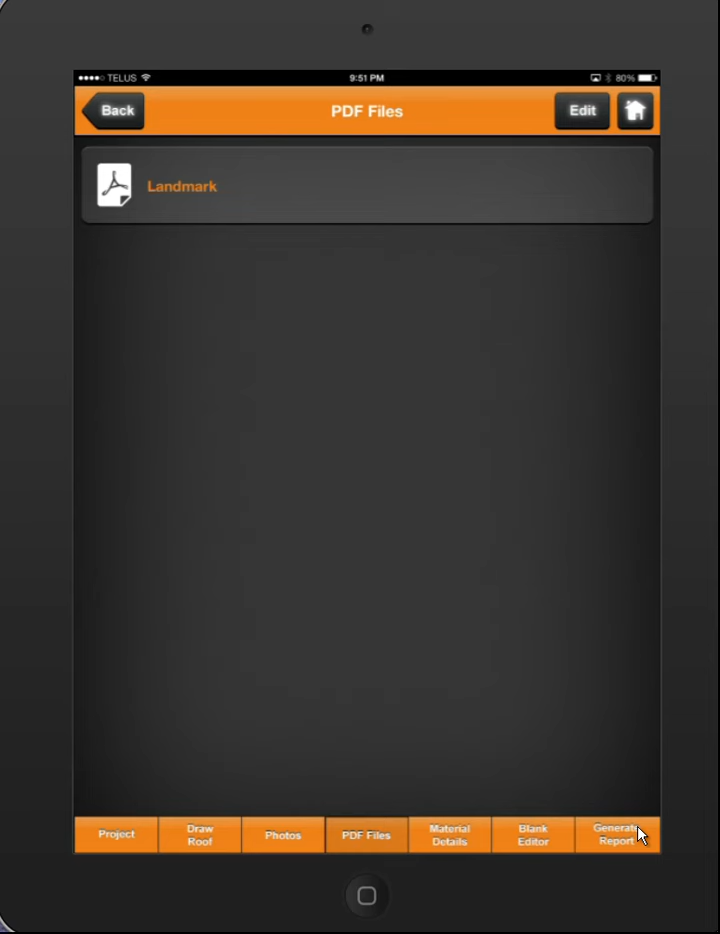 TELUS 9:51 PM 80%
Back PDF Files Edit
Landmark
Project Draw Roof Photos PDF Files Material Details Blank Editor Generate Report